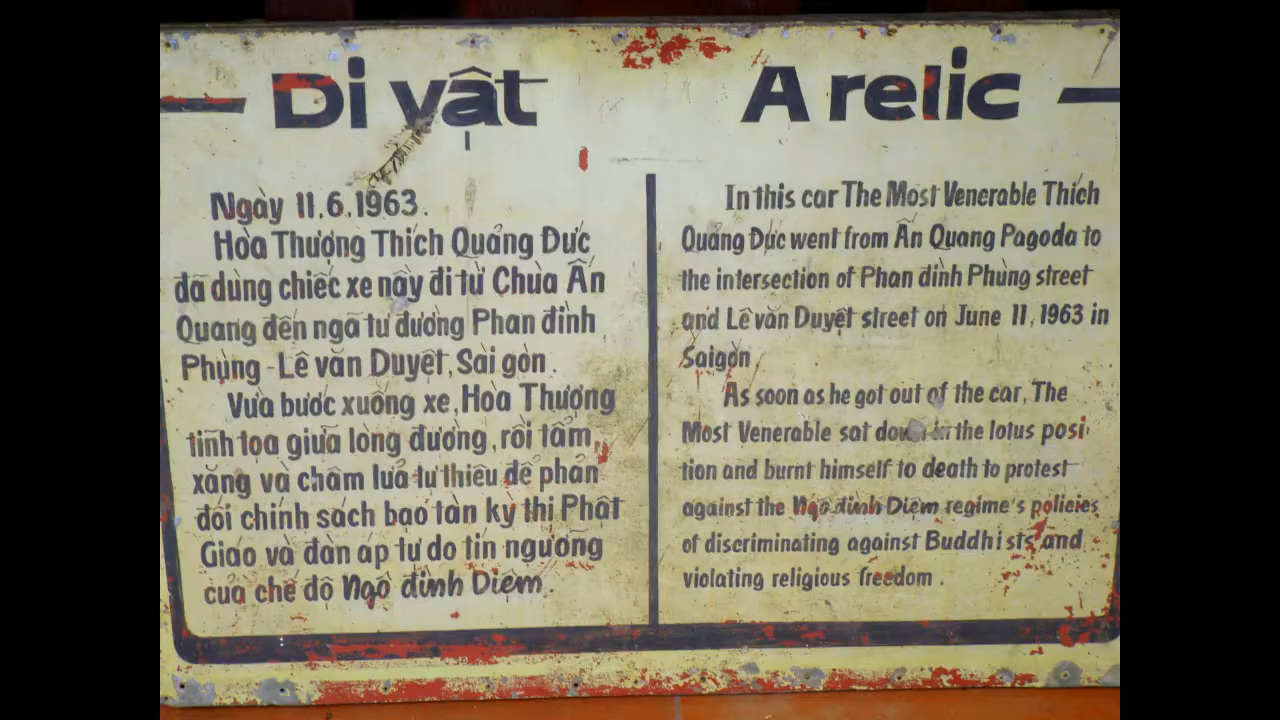 Di vật
Ngày 11.6.1963.
Hòa Thượng Thích Quảng Đức
đã dùng chiếc xe nầy đi từ Chùa Ấn
Quang đến ngã tư đường Phan đình
Phùng - Lê văn Duyệt, Sài gòn.
Vưà bước xuống xe, Hòa Thượng
tĩnh tọa giưã lòng đường, rồi tẩm
xăng và châm lưả tự thiêu để phản
đối chính sách bạo tàn kỳ thị Phật
Giáo và đàn áp tự do tín ngưỡng
cuả chế độ Ngô đình Diệm.
A relic
In this car The Most Venerable Thích
Quảng Đức went from Ấn Quang Pagoda to
the intersection of Phan đình Phùng street
and Lê văn Duyệt street on June 11, 1963 in
Saigòn
As soon as he got out of the car, The
Most Venerable sat down in the lotus posi
tion and burnt himself to death to protest
against the Ngô đình Diệm regime's policies
of discriminating against Buddhists and
violating religious freedom.